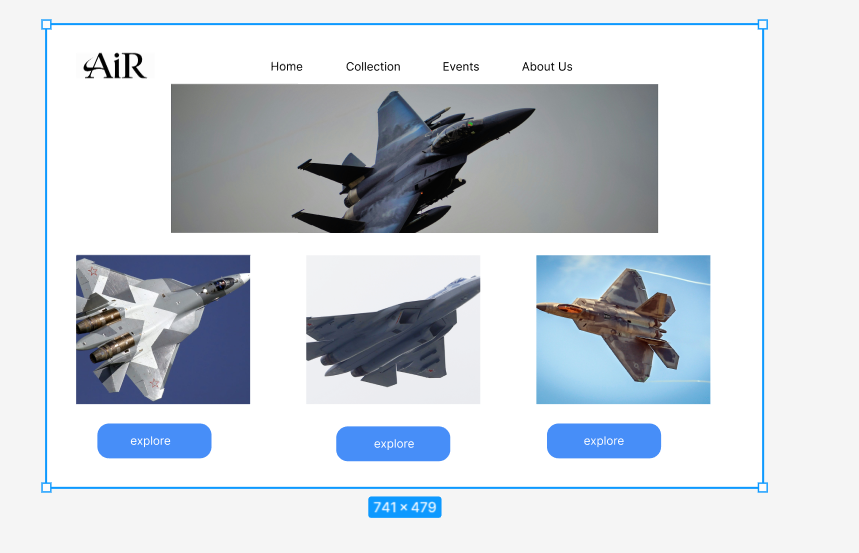 AiR
Home Collection Events About Us
explore explore explore
741 × 479